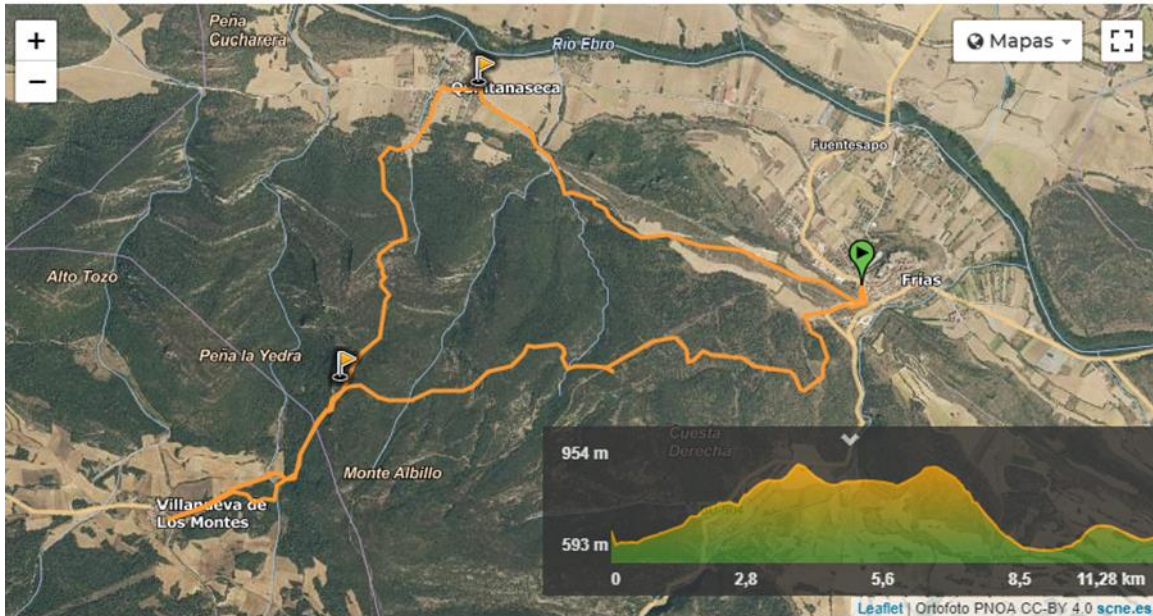 +
−
Peña
Cucharera
Rio Ebro
Mapas
Quintanaseca
Fuentesapo
Alto Tozo
Frías
Peña la Yedra
Cuesta
Derecha
Monte Albillo
Villanueva de
Los Montes
954 m
593 m
0 2,8 5,6 8,5 11,28 km
Leaflet | Ortofoto PNOA CC-BY 4.0 scne.es